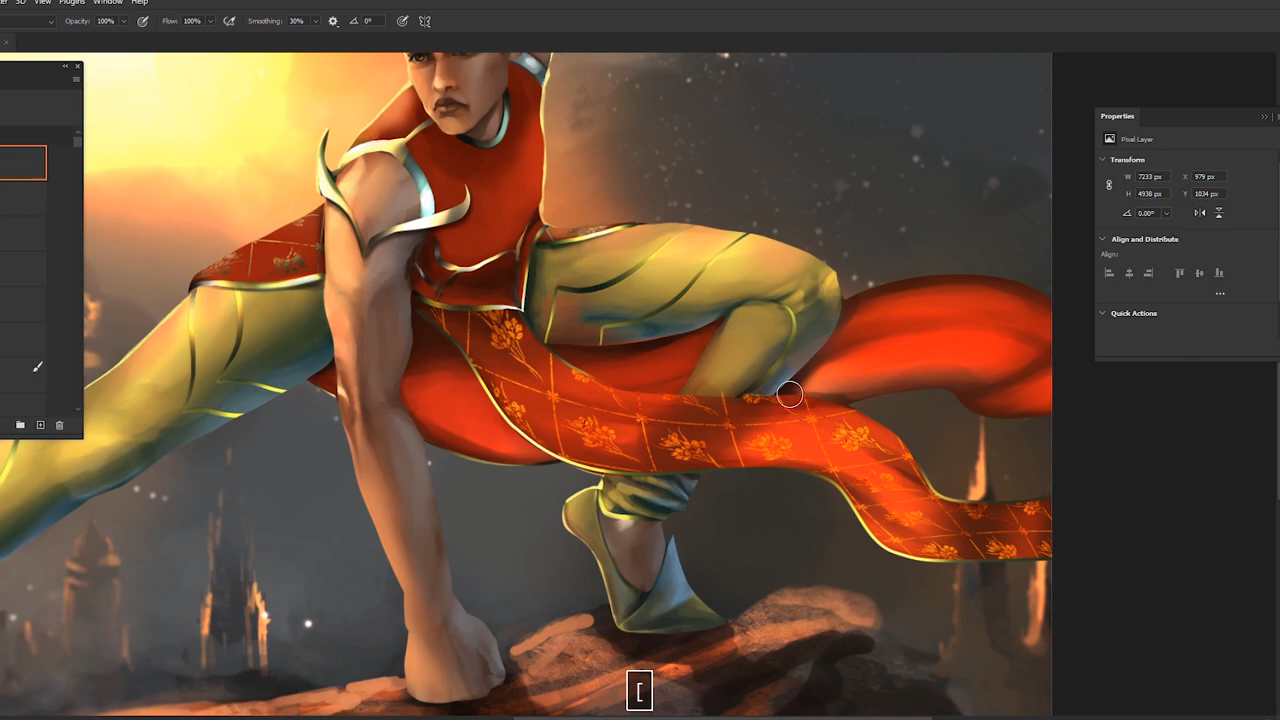 3D View Plugins Window Help
Opacity: 100% Flow: 100% Smoothing: 30% 0°
Properties
Pixel Layer
Transform
W 7233 px X 979 px
H 4938 px Y 1034 px
0.00°
Align and Distribute
Align:
Quick Actions
[